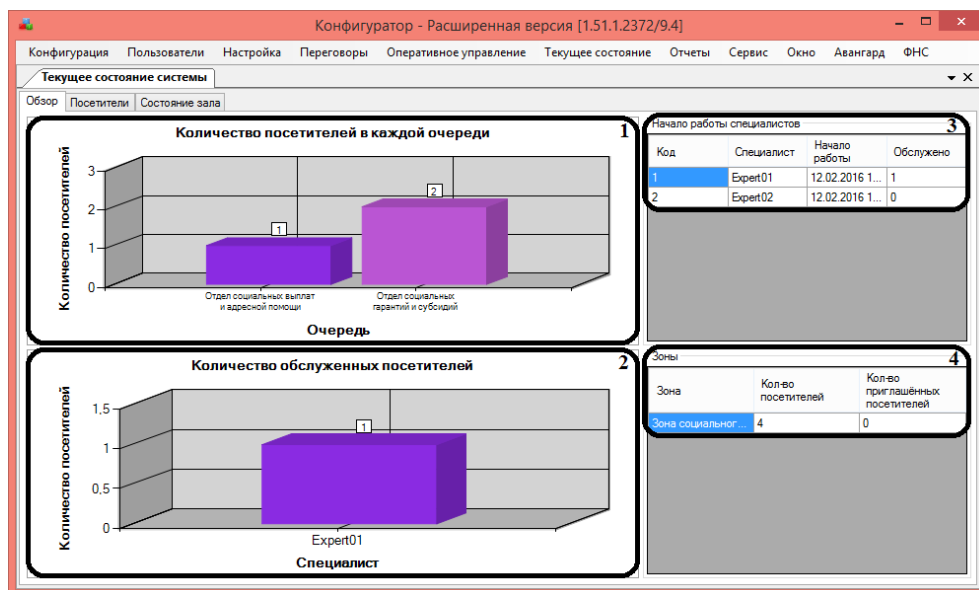 Конфигуратор - Расширенная версия [1.51.1.2372/9.4]
Конфигурация Пользователи Настройка Переговоры Оперативное управление Текущее состояние Отчеты Сервис Окно Авангард ФНС
Текущее состояние системы
Обзор Посетители Состояние зала
Количество посетителей в каждой очереди 1
Количество посетителей
3
2
1
0
1
2
Отдел социальных выплат
и адресной помощи
Отдел социальных
гарантий и субсидий
Очередь
Количество обслуженных посетителей 2
Количество посетителей
1,5
1
0,5
0
1
Expert01
Специалист
Начало работы специалистов 3
Код Специалист Начало работы Обслужено
1 Expert01 12.02.2016 1... 1
2 Expert02 12.02.2016 1... 0
Зоны 4
Зона Кол-во посетителей Кол-во приглашённых посетителей
Зона социальног... 4 0